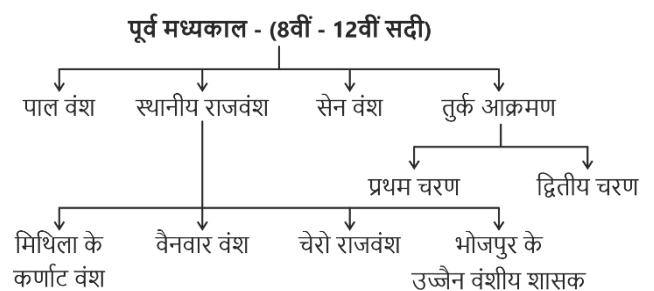 पूर्व मध्यकाल - (8वीं - 12वीं सदी)
पाल वंश
स्थानीय राजवंश
सेन वंश
तुर्क आक्रमण
प्रथम चरण
द्वितीय चरण
मिथिला के
कर्णाट वंश
वैनवार वंश
चेरो राजवंश
भोजपुर के
उज्जैन वंशीय शासक